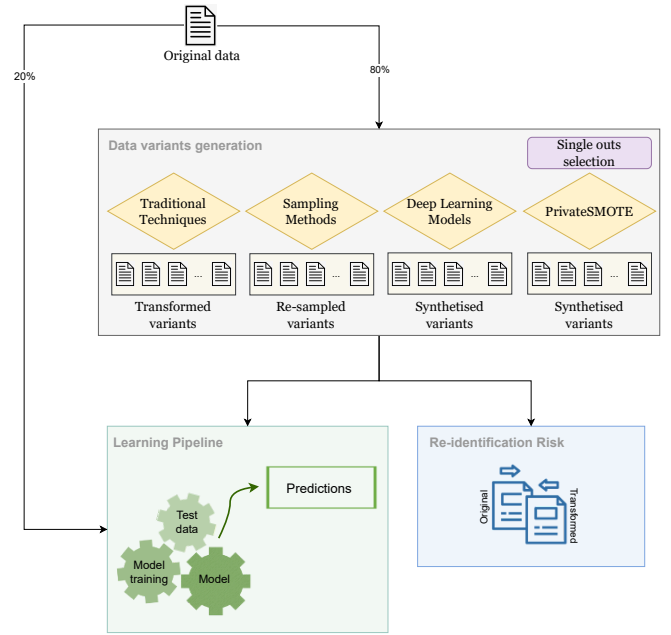 Original data
20%
80%
Data variants generation
Single outs
selection
Traditional
Techniques
Sampling
Methods
Deep Learning
Models
PrivateSMOTE
...
...
...
...
Transformed
variants
Re-sampled
variants
Synthetised
variants
Synthetised
variants
Learning Pipeline
Predictions
Test
data
Model
training
Model
Re-identification Risk
Original
Transformed